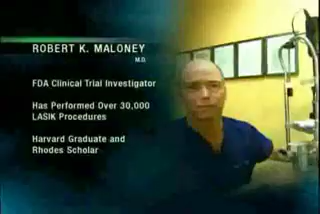 ROBERT K. MALONEY
M.D.
FDA Clinical Trial Investigator
Has Performed Over 30,000
LASIK Procedures
Harvard Graduate and
Rhodes Scholar